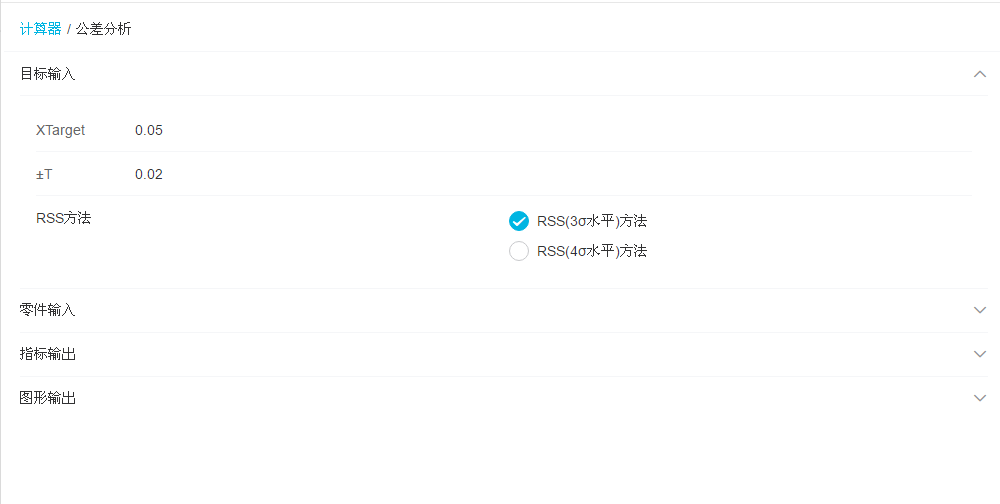 计算器 / 公差分析
目标输入
XTarget 0.05
±T 0.02
RSS方法
RSS(3σ水平)方法
RSS(4σ水平)方法
零件输入
指标输出
图形输出